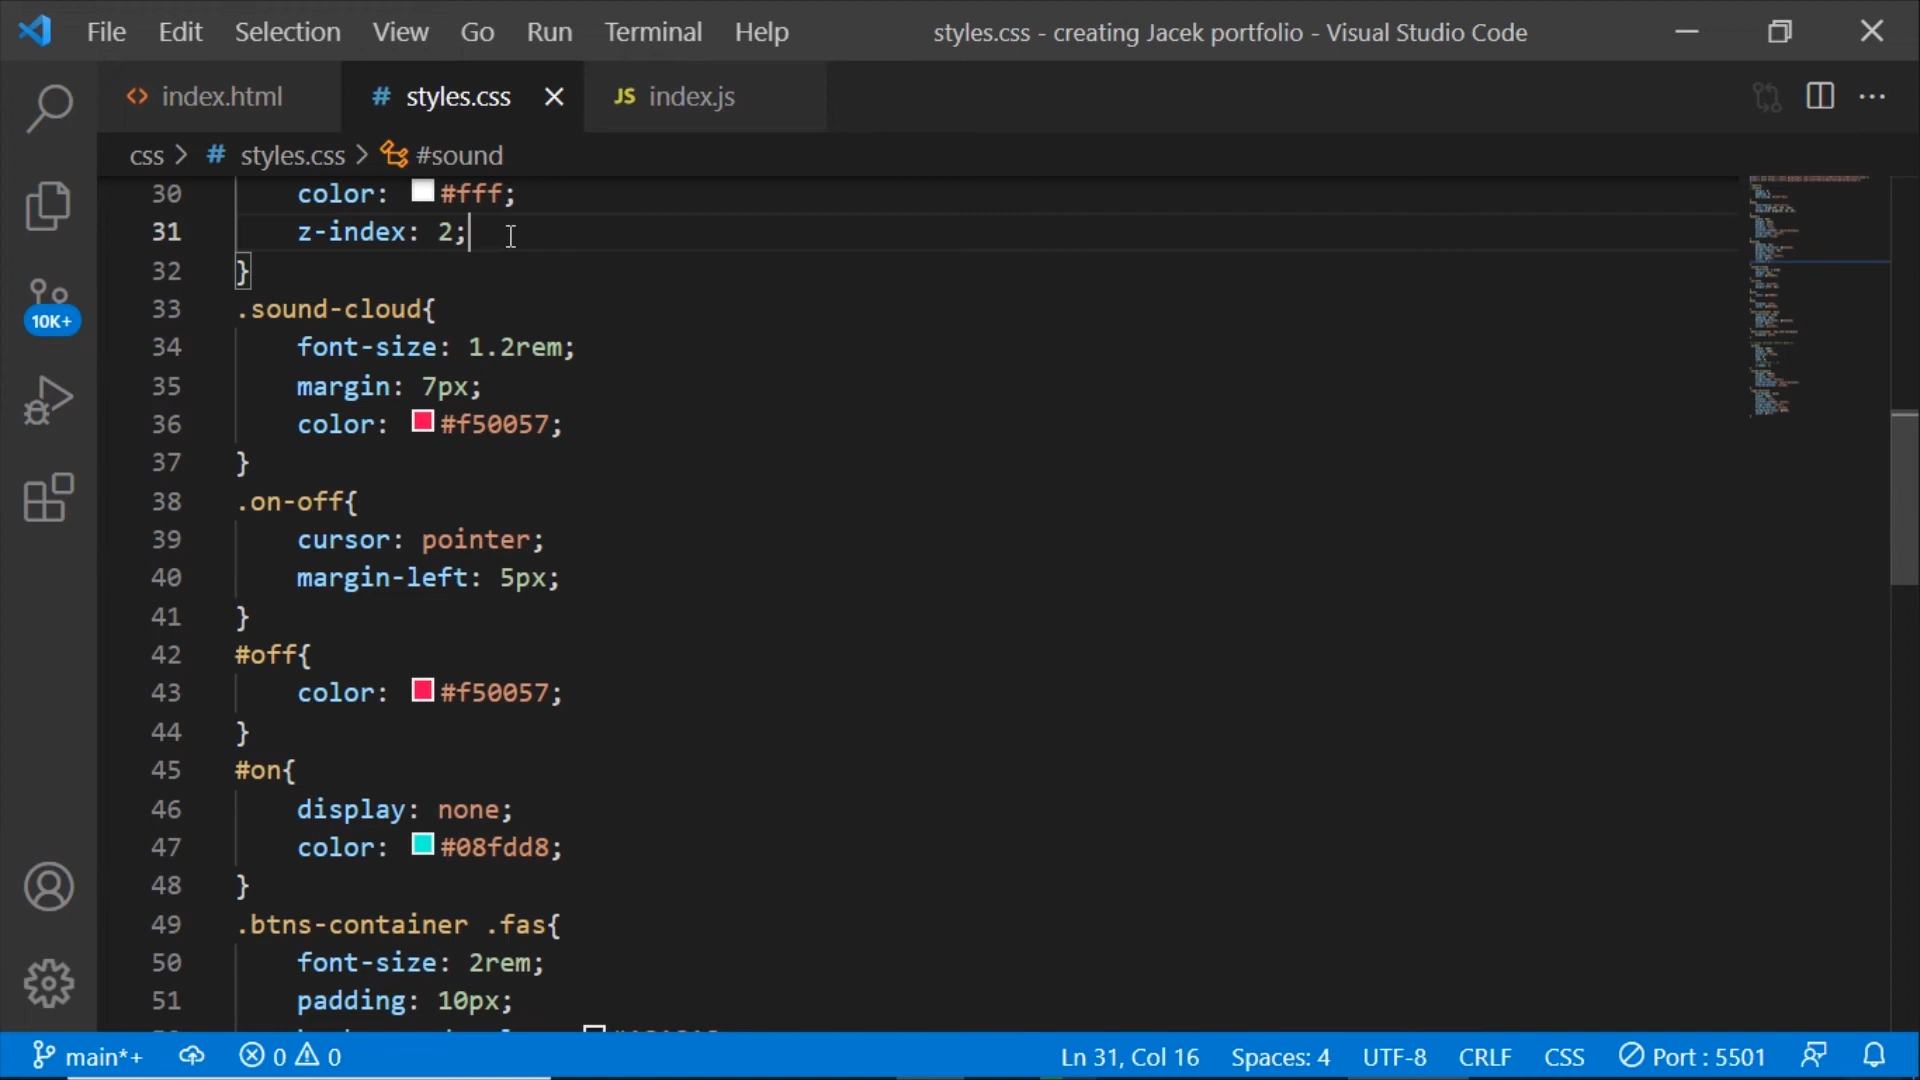 File Edit Selection View Go Run Terminal Help styles.css - creating Jacek portfolio - Visual Studio Code
<> index.html # styles.css JS index.js
css > # styles.css > #sound
30 color: #fff;
31 z-index: 2;
32 }
33 .sound-cloud{
34 font-size: 1.2rem;
35 margin: 7px;
36 color: #f50057;
37 }
38 .on-off{
39 cursor: pointer;
40 margin-left: 5px;
41 }
42 #off{
43 color: #f50057;
44 }
45 #on{
46 display: none;
47 color: #08fdd8;
48 }
49 .btns-container .fas{
50 font-size: 2rem;
51 padding: 10px;
10K+
main*+ 0 0 Ln 31, Col 16 Spaces: 4 UTF-8 CRLF CSS Port : 5501